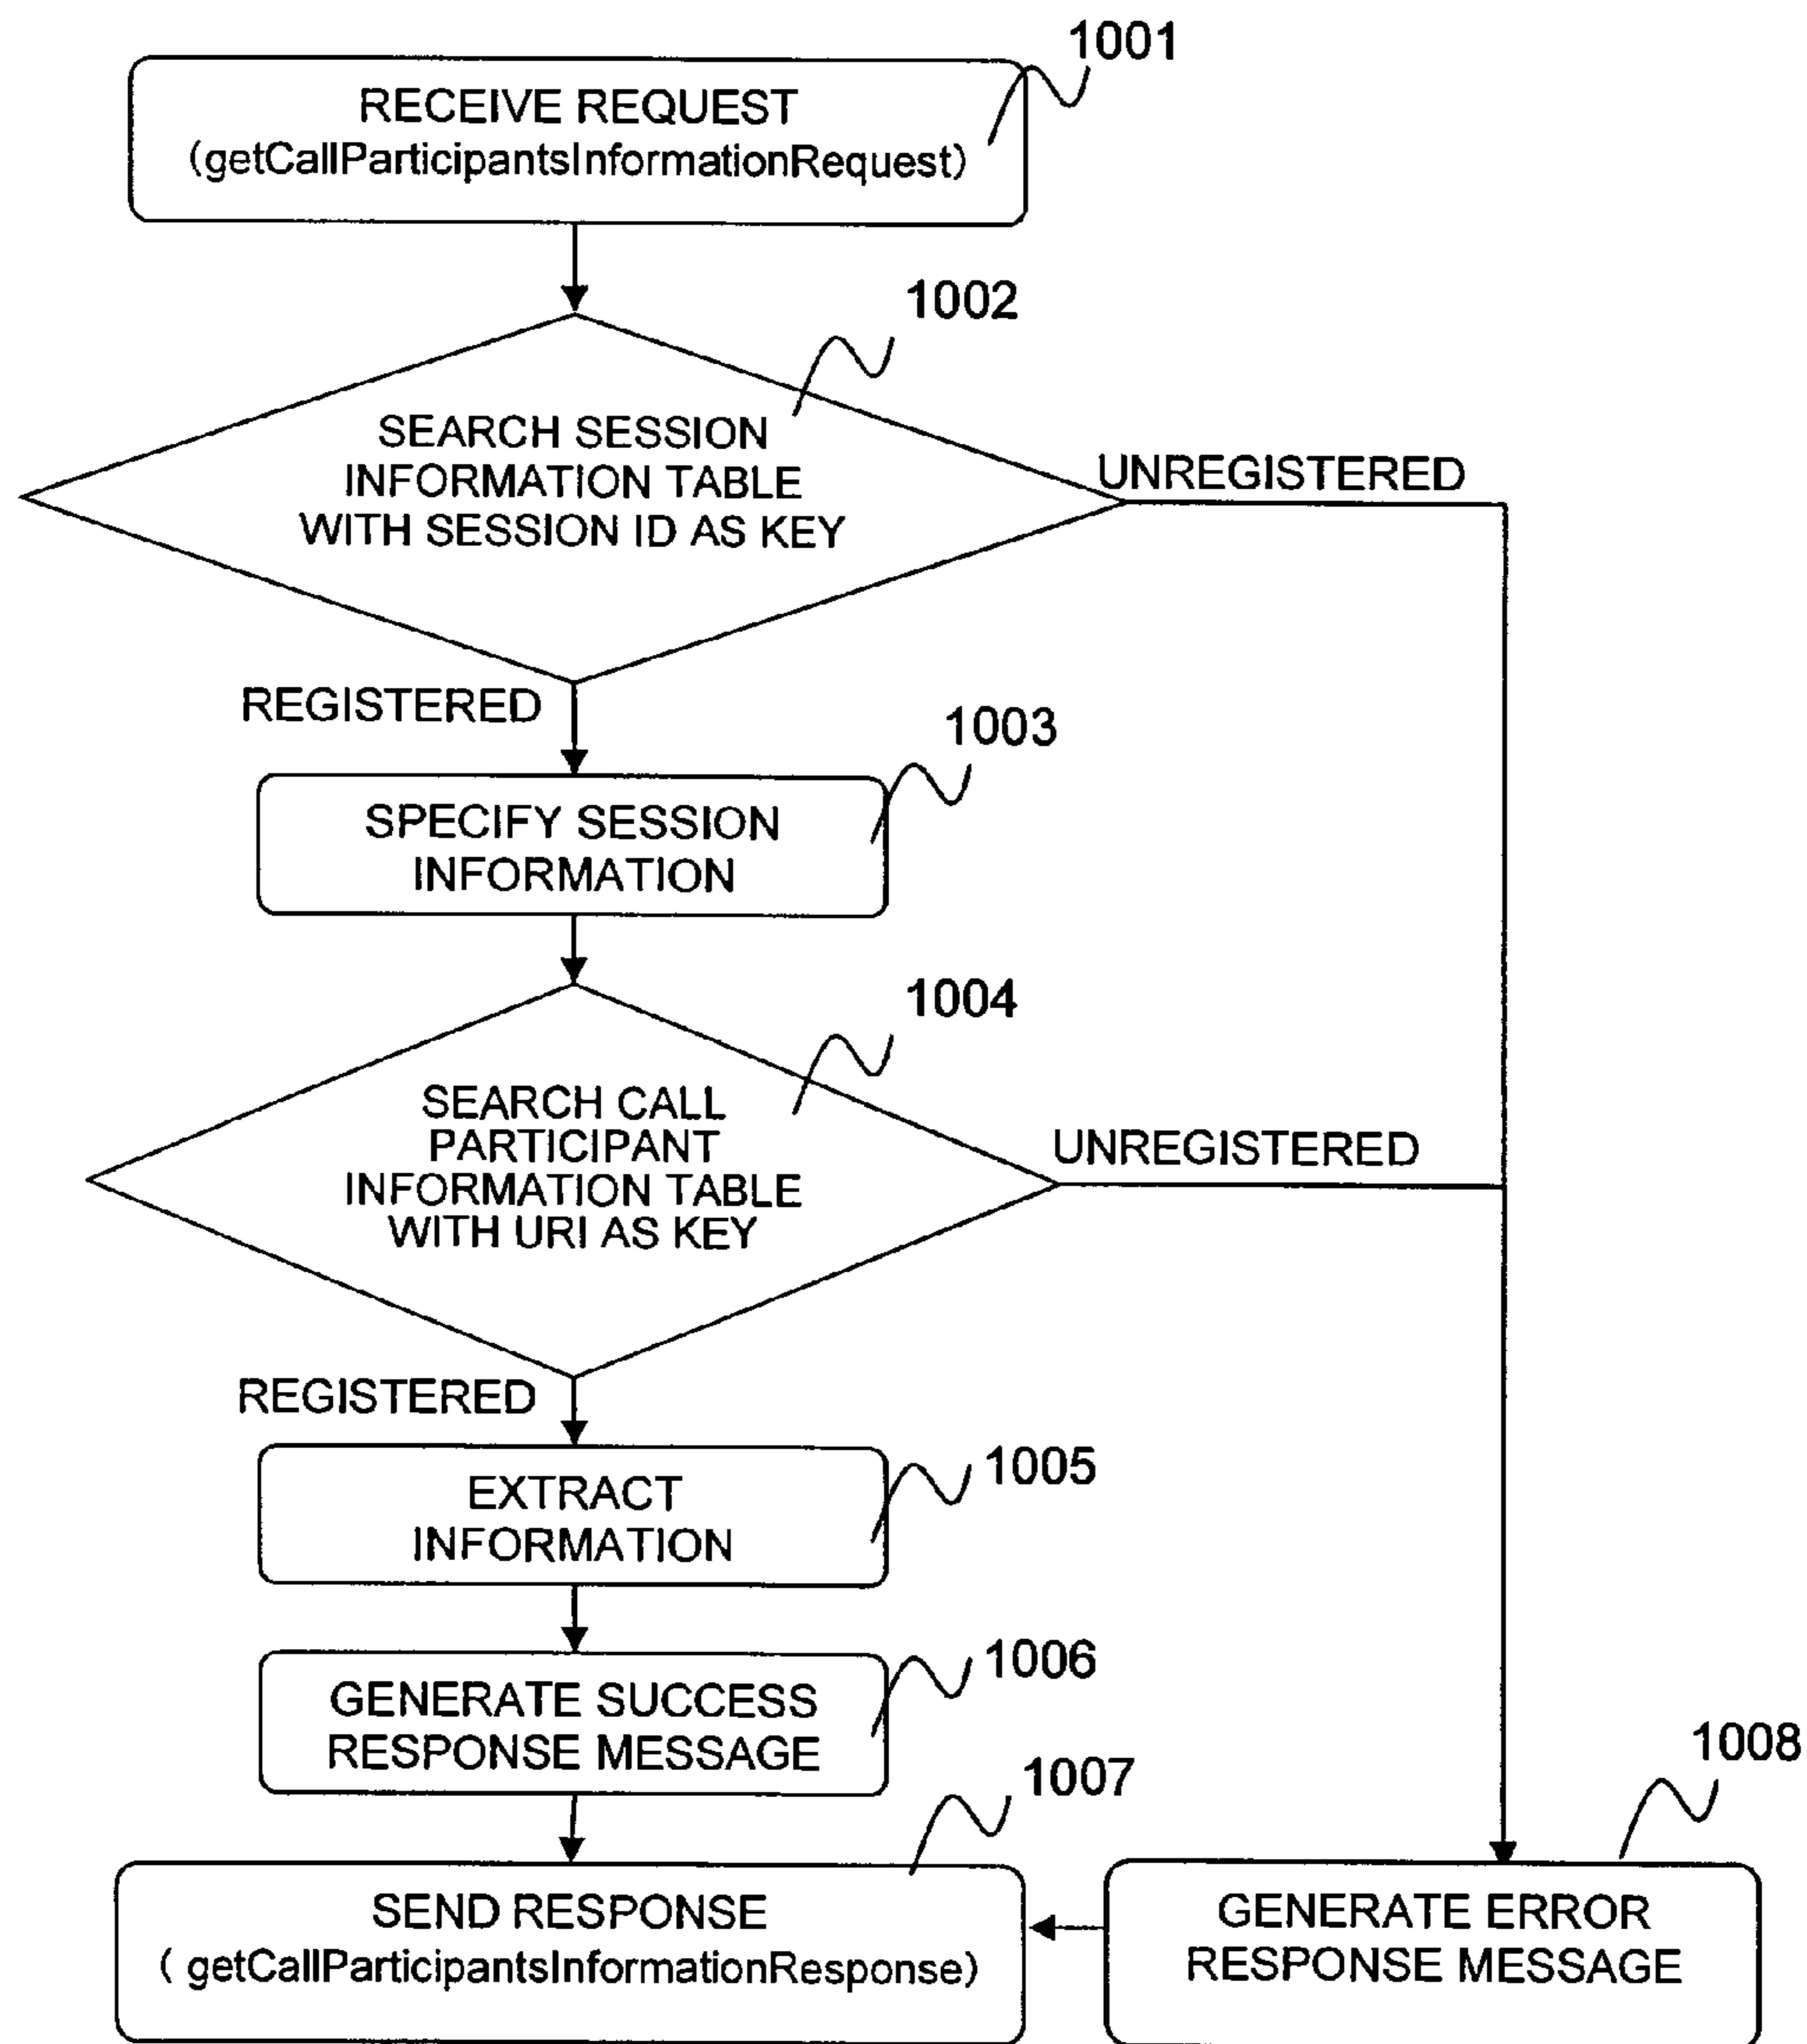 1001
RECEIVE REQUEST
(getCallParticipantsInformationRequest)
1002
SEARCH SESSION
INFORMATION TABLE
WITH SESSION ID AS KEY
UNREGISTERED
REGISTERED
1003
SPECIFY SESSION
INFORMATION
1004
SEARCH CALL
PARTICIPANT
INFORMATION TABLE
WITH URI AS KEY
UNREGISTERED
REGISTERED
1005
EXTRACT
INFORMATION
1006
GENERATE SUCCESS
RESPONSE MESSAGE
1007
SEND RESPONSE
( getCallParticipantsInformationResponse)
1008
GENERATE ERROR
RESPONSE MESSAGE